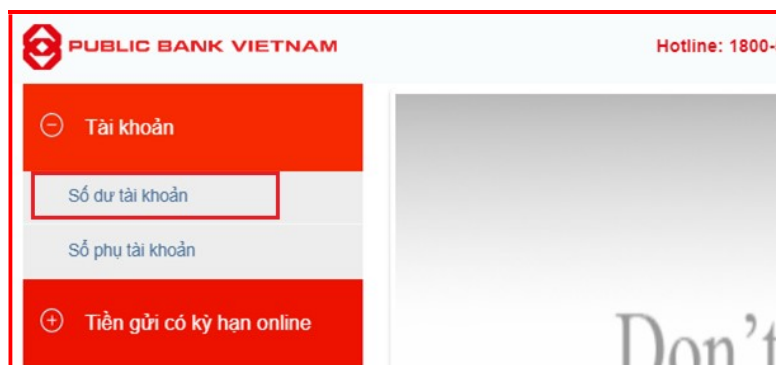 PUBLIC BANK VIETNAM
Hotline: 1800-
Tài khoản
Số dư tài khoản
Sổ phụ tài khoản
Tiền gửi có kỳ hạn online
Don't